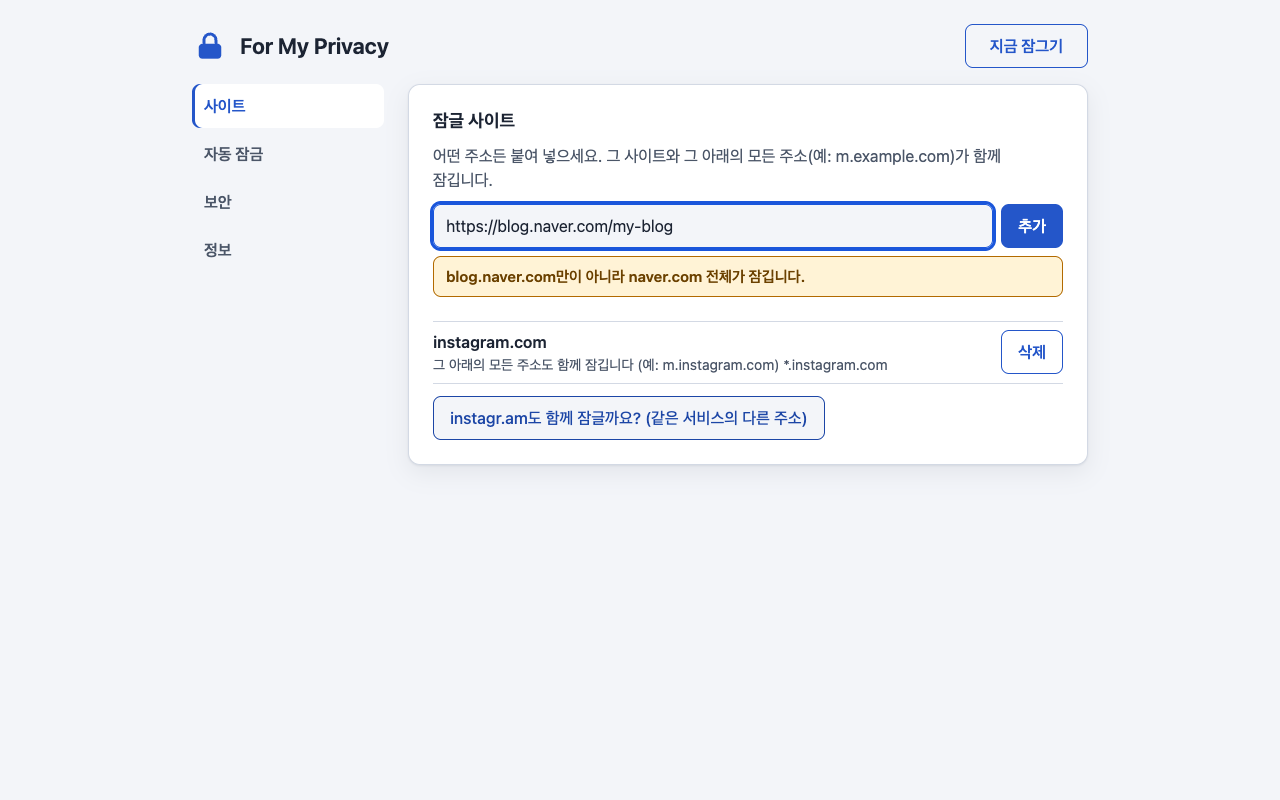 For My Privacy
지금 잠그기
사이트
자동 잠금
보안
정보
잠글 사이트
어떤 주소든 붙여 넣으세요. 그 사이트와 그 아래의 모든 주소(예: m.example.com)가 함께
잠깁니다.
https://blog.naver.com/my-blog
추가
blog.naver.com만이 아니라 naver.com 전체가 잠깁니다.
instagram.com
그 아래의 모든 주소도 함께 잠깁니다 (예: m.instagram.com) *.instagram.com
삭제
instagr.am도 함께 잠글까요? (같은 서비스의 다른 주소)